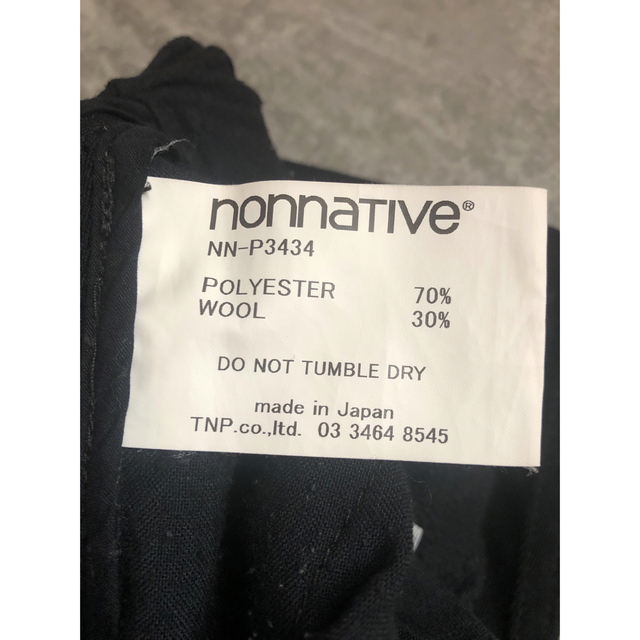 nonnative®
NN-P3434
POLYESTER 70%
WOOL 30%
DO NOT TUMBLE DRY
made in Japan
TNP.co.,ltd. 03 3464 8545